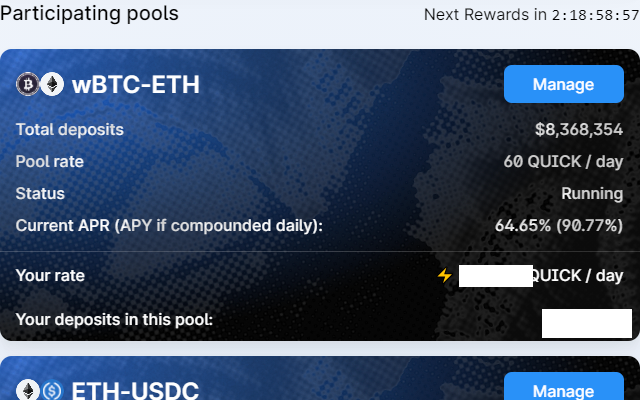 Participating pools Next Rewards in 2:18:58:57
wBTC-ETH Manage
Total deposits $8,368,354
Pool rate 60 QUICK / day
Status Running
Current APR (APY if compounded daily): 64.65% (90.77%)
Your rate QUICK / day
Your deposits in this pool:
ETH-USDC Manage